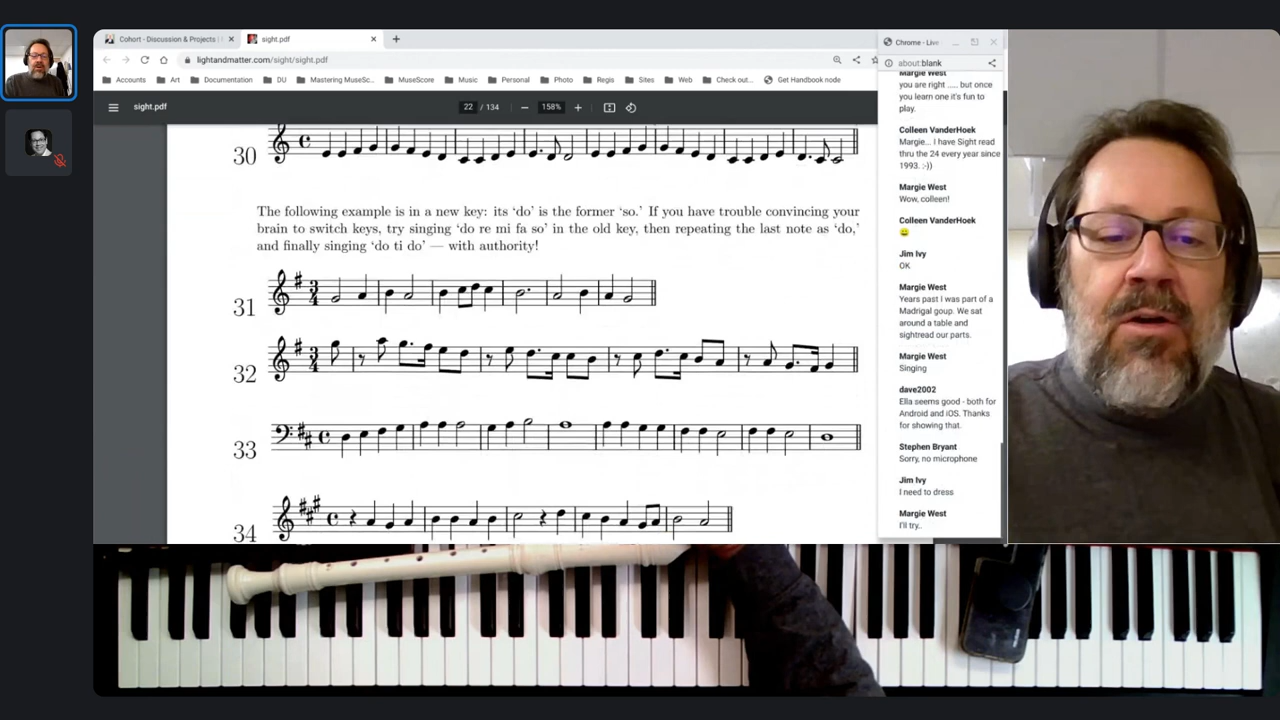 Cohort - Discussion & Projects |
sight.pdf
lightandmatter.com/sight/sight.pdf
Accounts
Art
Documentation
DU
Mastering MuseSc...
MuseScore
Music
Personal
Photo
Regis
Sites
Web
Check out...
Get Handbook node
sight.pdf
22 / 134
158%
30
The following example is in a new key: its ‘do’ is the former ‘so.’ If you have trouble convincing your
brain to switch keys, try singing ‘do re mi fa so’ in the old key, then repeating the last note as ‘do,’
and finally singing ‘do ti do’ — with authority!
31
3
4
32
3
4
33
34
Chrome - Live
about:blank
Margie West
you are right ..... but once
you learn one it's fun to
play.
Colleen VanderHoek
Margie... I have Sight read
thru the 24 every year since
1993. :-))
Margie West
Wow, colleen!
Colleen VanderHoek
Jim Ivy
OK
Margie West
Years past I was part of a
Madrigal goup. We sat
around a table and
sightread our parts.
Margie West
Singing
dave2002
Ella seems good - both for
Android and iOS. Thanks
for showing that.
Stephen Bryant
Sorry, no microphone
Jim Ivy
I need to dress
Margie West
I'll try..